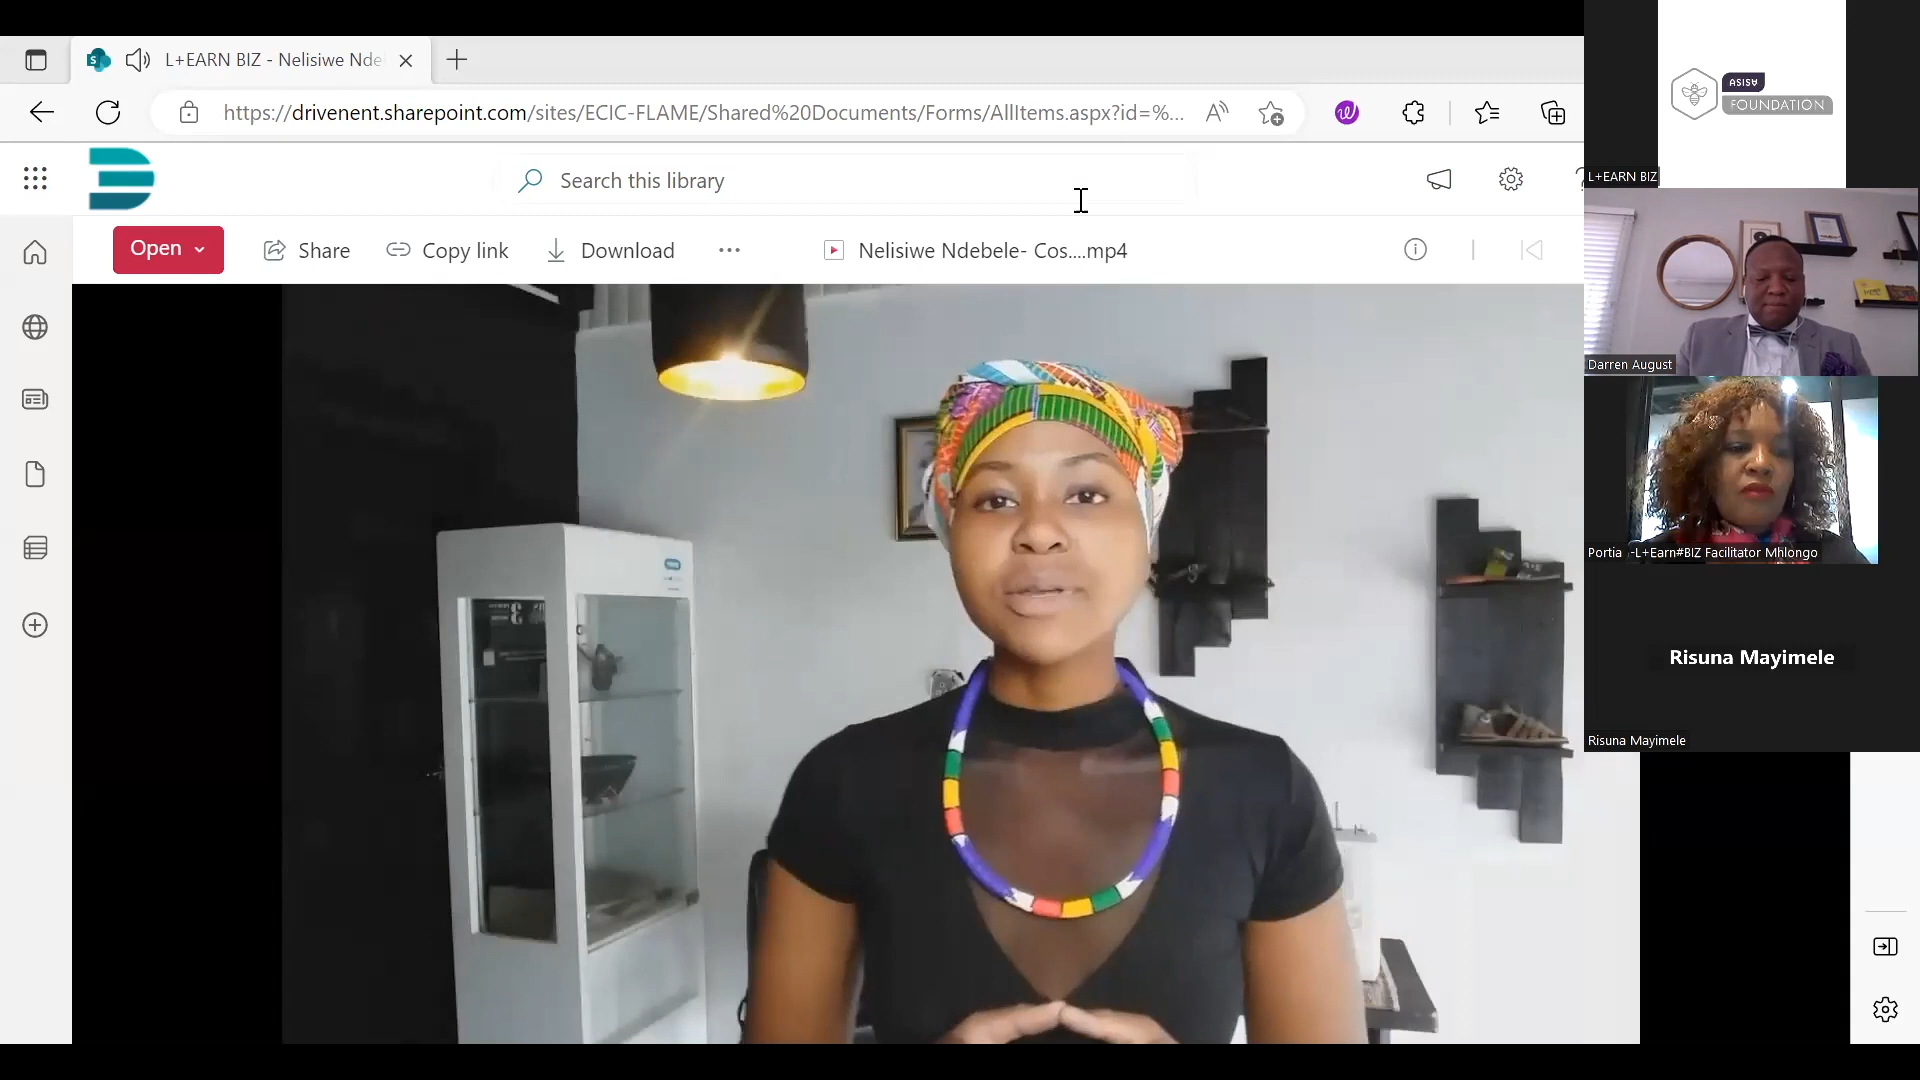 L+EARN BIZ - Nelisiwe Nde
https://drivenent.sharepoint.com/sites/ECIC-FLAME/Shared%20Documents/Forms/AllItems.aspx?id=%...
Search this library
Open
Share
Copy link
Download
Nelisiwe Ndebele- Cos....mp4
ASISA
FOUNDATION
L+EARN BIZ
Darren August
Portia -L+Earn#BIZ Facilitator Mhlongo
Risuna Mayimele
Risuna Mayimele